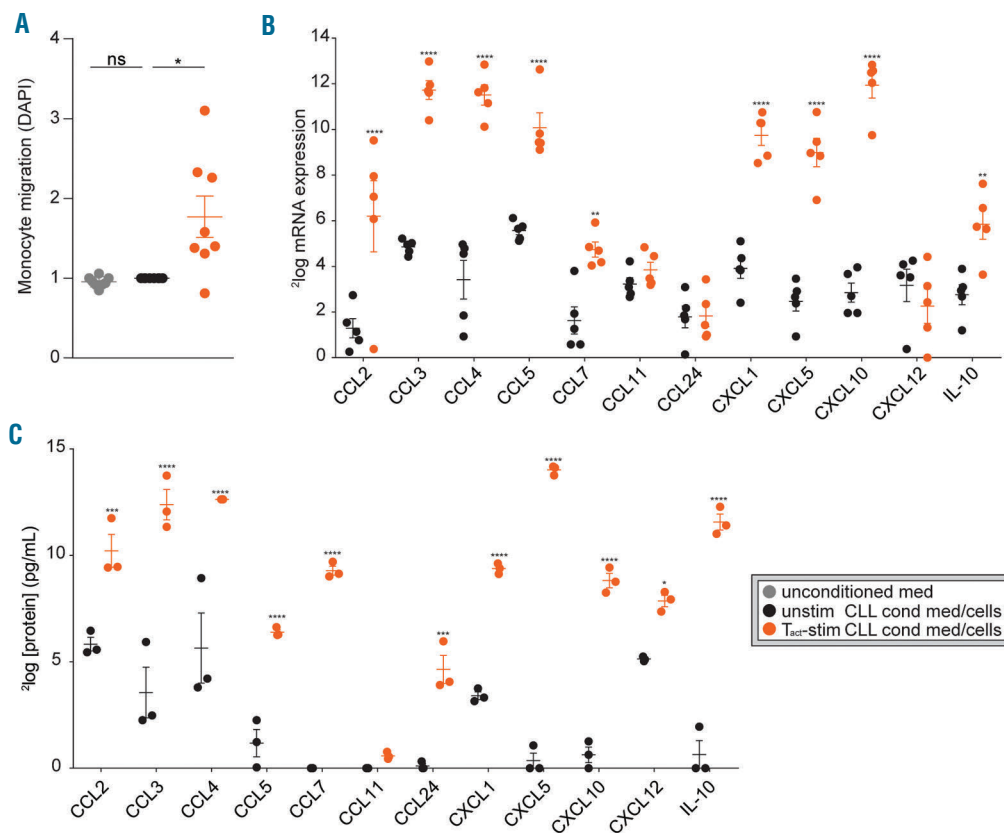 A
Monocyte migration (DAPI)
4
3
2
1
0
ns
*
B
²log mRNA expression
14
12
10
8
6
4
2
0
****
****
****
****
**
****
****
****
**
CCL2
CCL3
CCL4
CCL5
CCL7
CCL11
CCL24
CXCL1
CXCL5
CXCL10
CXCL12
IL-10
C
²log [protein] (pg/mL)
15
10
5
0
***
****
****
****
****
***
****
****
****
*
****
CCL2
CCL3
CCL4
CCL5
CCL7
CCL11
CCL24
CXCL1
CXCL5
CXCL10
CXCL12
IL-10
unconditioned med
unstim CLL cond med/cells
Tact-stim CLL cond med/cells